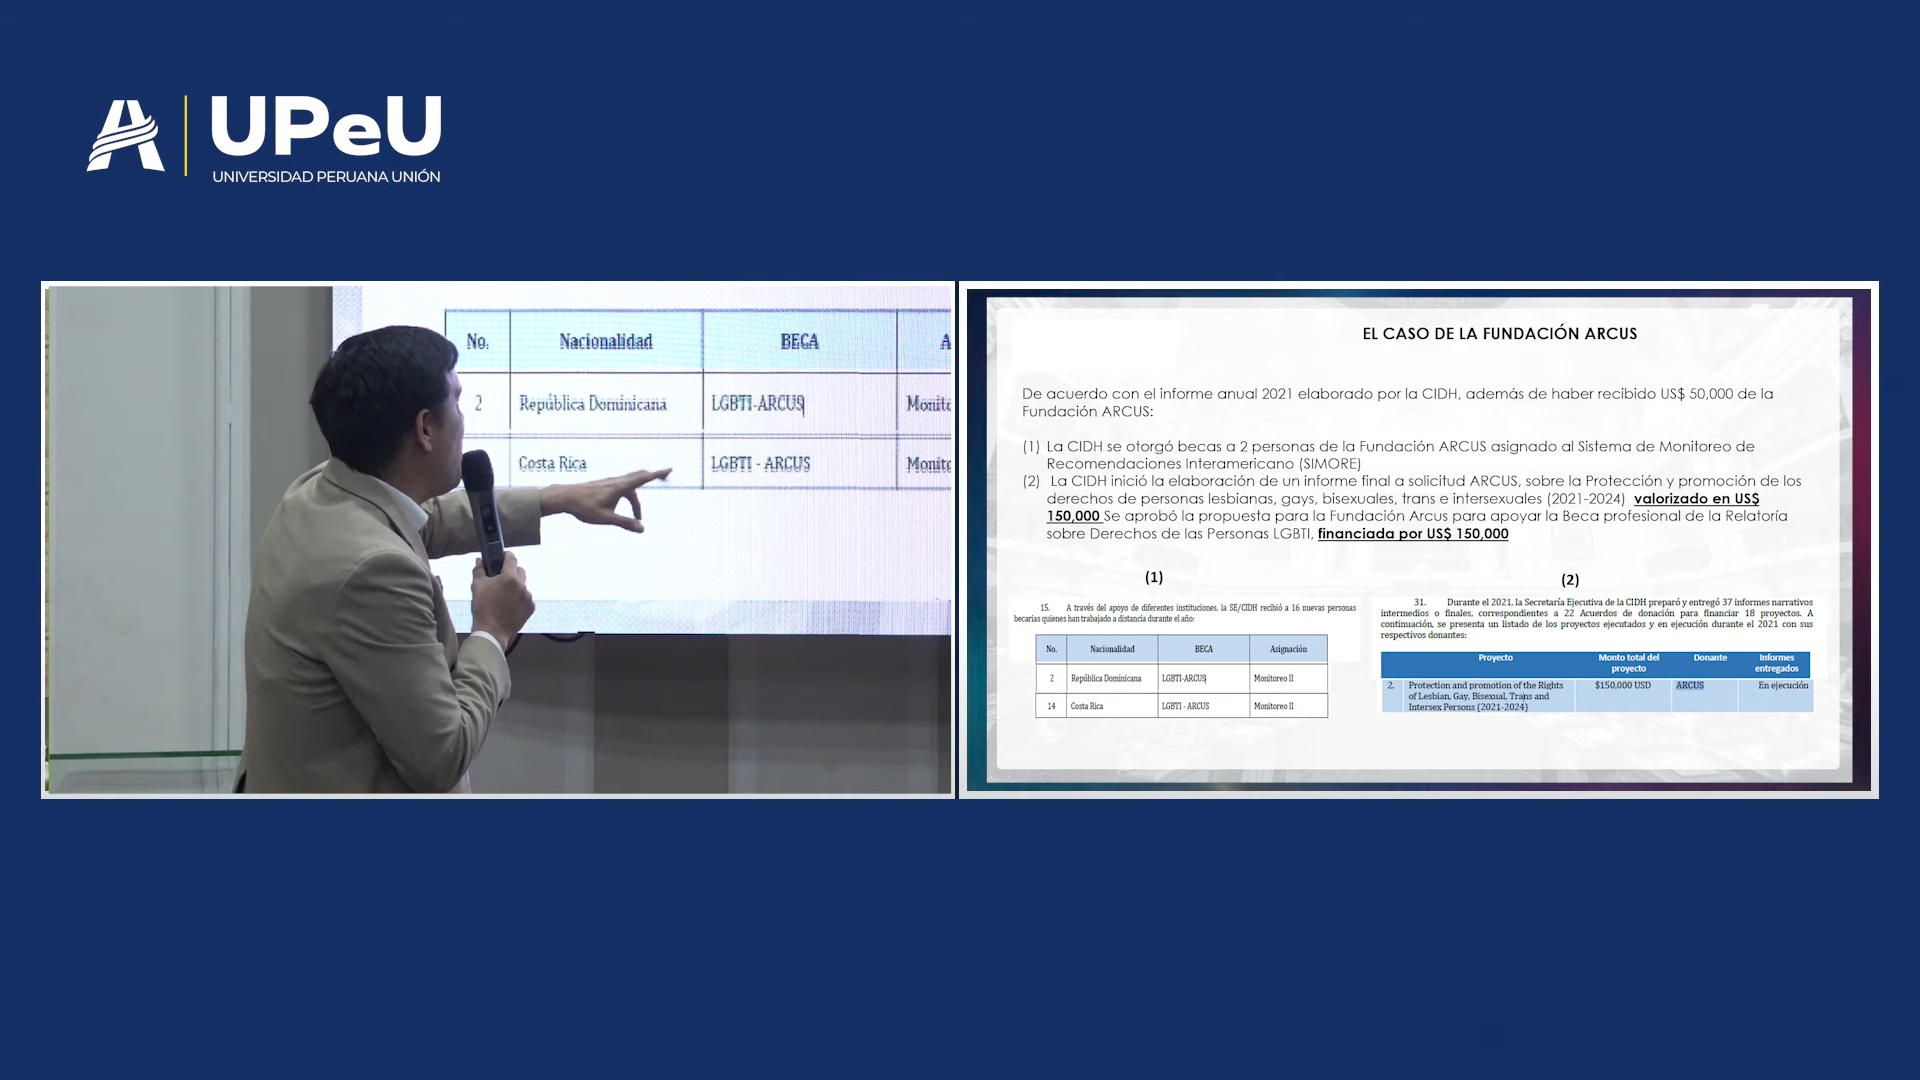 UPeU
UNIVERSIDAD PERUANA UNIÓN
No. Nacionalidad BECA A
2 República Dominicana LGBTI-ARCUS Monito
Costa Rica LGBTI - ARCUS Monito
EL CASO DE LA FUNDACIÓN ARCUS
De acuerdo con el informe anual 2021 elaborado por la CIDH, además de haber recibido US$ 50,000 de la
Fundación ARCUS:
(1) La CIDH se otorgó becas a 2 personas de la Fundación ARCUS asignado al Sistema de Monitoreo de
Recomendaciones Interamericano (SIMORE)
(2) La CIDH inició la elaboración de un informe final a solicitud ARCUS, sobre la Protección y promoción de los
derechos de personas lesbianas, gays, bisexuales, trans e intersexuales (2021-2024) valorizado en US$
150,000 Se aprobó la propuesta para la Fundación Arcus para apoyar la Beca profesional de la Relatoría
sobre Derechos de las Personas LGBTI, financiada por US$ 150,000
(1)
15. A través del apoyo de diferentes instituciones, la SE/CIDH recibió a 16 nuevas personas
becarias quienes han trabajado a distancia durante el año:
No. Nacionalidad BECA Asignación
2 República Dominicana LGBTI-ARCUS Monitoreo II
14 Costa Rica LGBTI - ARCUS Monitoreo II
(2)
31. Durante el 2021, la Secretaría Ejecutiva de la CIDH preparó y entregó 37 informes narrativos
intermedios o finales, correspondientes a 22 Acuerdos de donación para financiar 18 proyectos. A
continuación, se presenta un listado de los proyectos ejecutados y en ejecución durante el 2021 con sus
respectivos donantes:
Proyecto Monto total del Donante Informes
proyecto entregados
2. Protection and promotion of the Rights $150,000 USD ARCUS En ejecución
of Lesbian, Gay, Bisexual, Trans and
Intersex Persons (2021-2024)